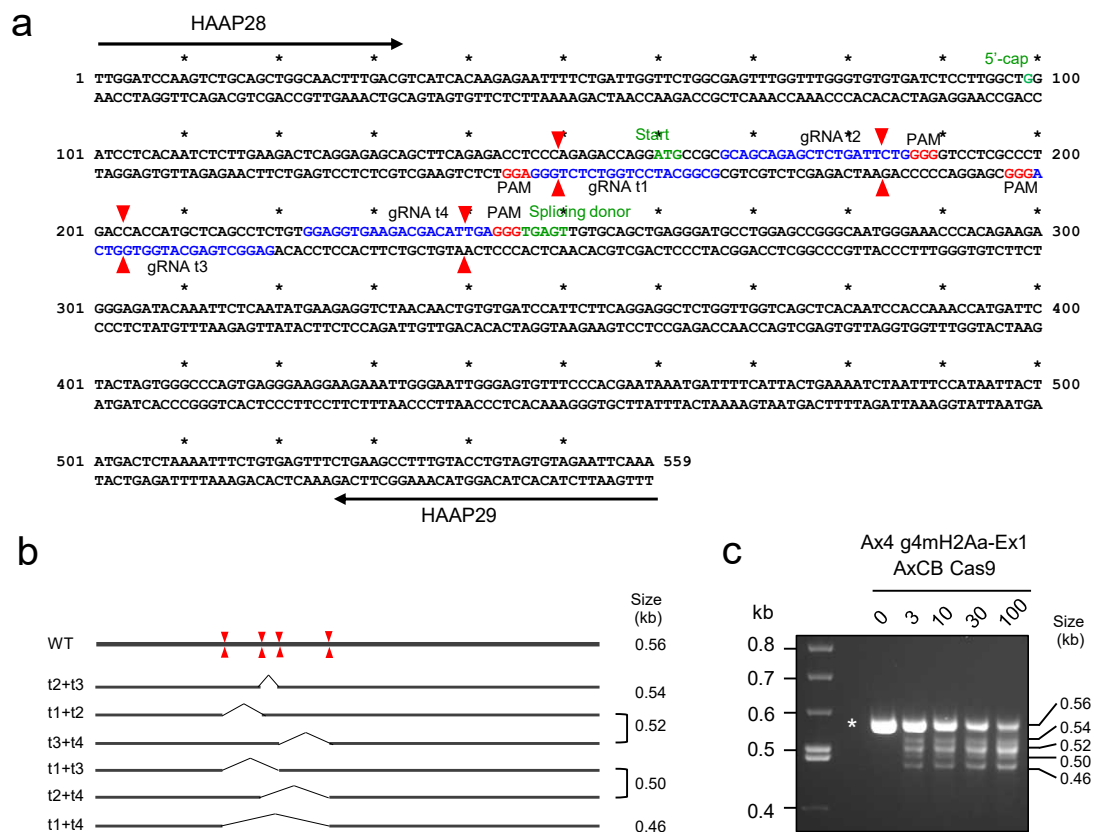 a
HAAP28
* * * * * * * * * *
5'-cap
1 TTGGATCCAAGTCTGCAGCTGGCAACTTTGACGTCATCACAAGAGAATTTTCTGATTGGTTCTGGCGAGTTTGGTTTGGGTGTGTGATCTCCTTGGCTGG 100
AACCTAGGTTCAGACGTCGACCGTTGAAACTGCAGTAGTGTTCTCTTAAAAGACTAACCAAGACCGCTCAAACCAAACCCACACACTAGAGGAACCGACC
* * * * * * * * * *
Start gRNA t2 PAM
101 ATCCTCACAATCTCTTGAAGACTCAGGAGAGCAGCTTCAGAGACCTCCCAGAGACCAGGATGCCGCGCAGCAGAGCTCTGATTCTGGGGGTCCTCGCCCT 200
TAGGAGTGTTAGAGAACTTCTGAGTCCTCTCGTCGAAGTCTCTGGAGGGTCTCTGGTCCTACGGCGCGTCGTCTCGAGACTAAGACCCCCAGGAGCGGGA
PAM gRNA t1 PAM
* * * * * * * * * *
gRNA t4 PAM Splicing donor
201 GACCACCATGCTCAGCCTCTGTGGAGGTGAAGACGACATTGAGGGTGAGTTGTGCAGCTGAGGGATGCCTGGAGCCGGGCAATGGGAAACCCACAGAAGA 300
CTGGTGGTACGAGTCGGAGACACCTCCACTTCTGCTGTAACTCCCACTCAACACGTCGACTCCCTACGGACCTCGGCCCGTTACCCTTTGGGTGTCTTCT
gRNA t3
* * * * * * * * * *
301 GGGAGATACAAATTCTCAATATGAAGAGGTCTAACAACTGTGTGATCCATTCTTCAGGAGGCTCTGGTTGGTCAGCTCACAATCCACCAAACCATGATTC 400
CCCTCTATGTTTAAGAGTTATACTTCTCCAGATTGTTGACACACTAGGTAAGAAGTCCTCCGAGACCAACCAGTCGAGTGTTAGGTGGTTTGGTACTAAG
* * * * * * * * * *
401 TACTAGTGGGCCCAGTGAGGGAAGGAAGAAATTGGGAATTGGGAGTGTTTCCCACGAATAAATGATTTTCATTACTGAAAATCTAATTTCCATAATTACT 500
ATGATCACCCGGGTCACTCCCTTCCTTCTTTAACCCTTAACCCTCACAAAGGGTGCTTATTTACTAAAAGTAATGACTTTTAGATTAAAGGTATTAATGA
* * * * *
501 ATGACTCTAAAATTTCTGTGAGTTTCTGAAGCCTTTGTACCTGTAGTGTAGAATTCAAA 559
TACTGAGATTTTAAAGACACTCAAAGACTTCGGAAACATGGACATCACATCTTAAGTTT
HAAP29
b
Size
(kb)
WT 0.56
t2+t3 0.54
t1+t2
0.52
t3+t4
t1+t3
0.50
t2+t4
t1+t4 0.46
c
Ax4 g4mH2Aa-Ex1
AxCB Cas9
kb 0 3 10 30 100 Size
(kb)
0.8
0.7
0.6
0.5
0.4
*
0.56
0.54
0.52
0.50
0.46